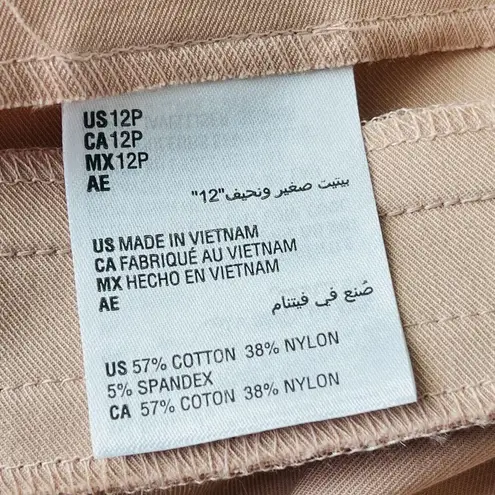 US 12P
CA 12P
MX 12P
AE
بيتيت صغير ونحيف"12"
US MADE IN VIETNAM
CA FABRIQUÉ AU VIETNAM
MX HECHO EN VIETNAM
AE
صُنع في فيتنام
US 57% COTTON 38% NYLON
5% SPANDEX
CA 57% COTON 38% NYLON